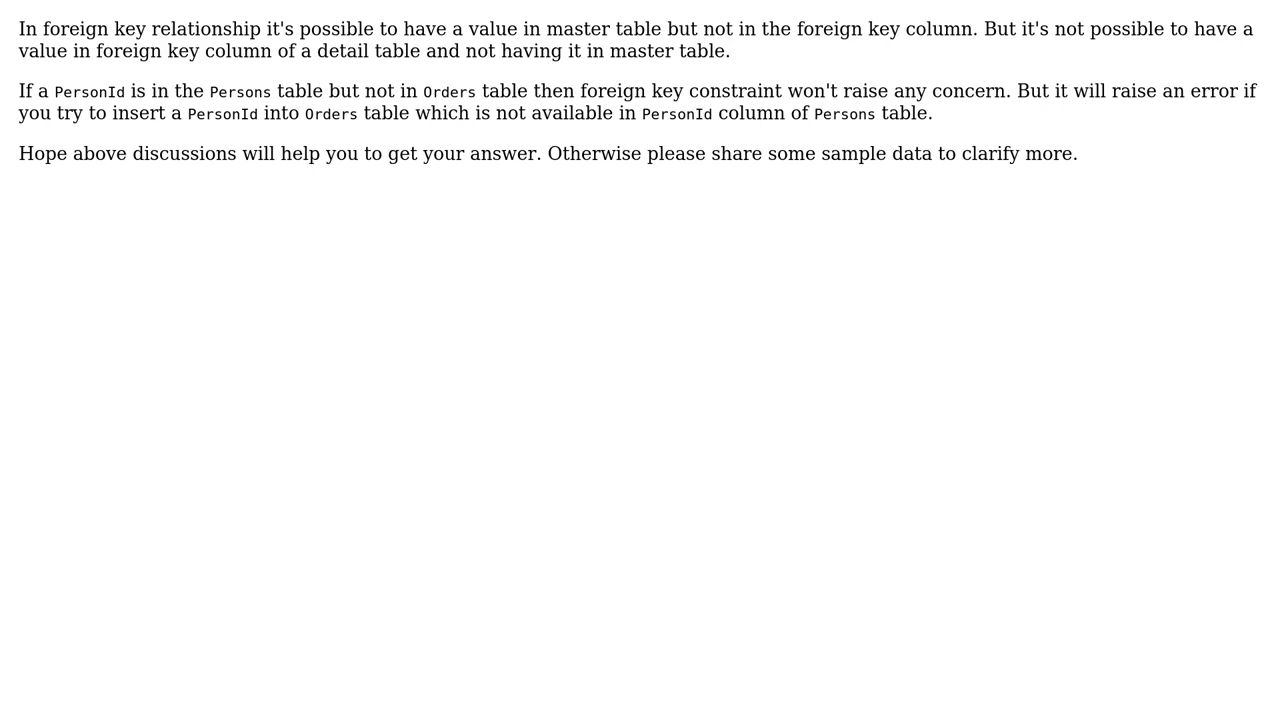 In foreign key relationship it's possible to have a value in master table but not in the foreign key column. But it's not possible to have a
value in foreign key column of a detail table and not having it in master table.
If a PersonId is in the Persons table but not in Orders table then foreign key constraint won't raise any concern. But it will raise an error if
you try to insert a PersonId into Orders table which is not available in PersonId column of Persons table.
Hope above discussions will help you to get your answer. Otherwise please share some sample data to clarify more.